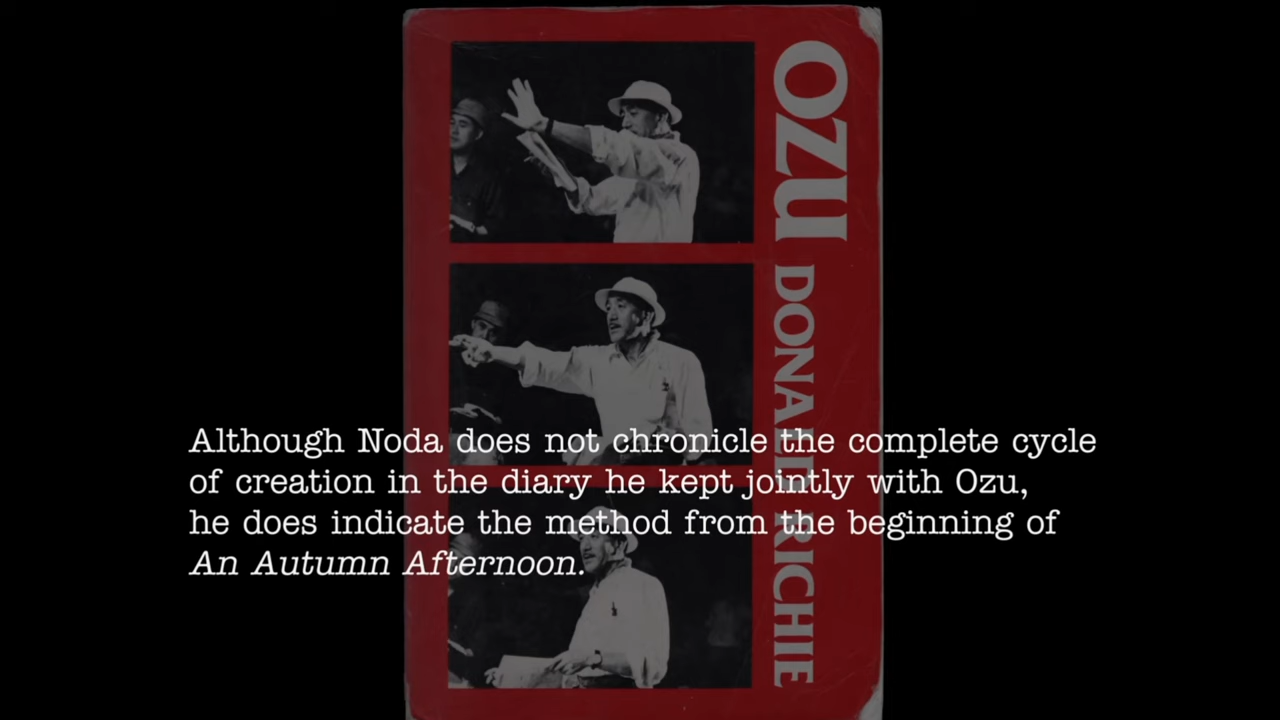 OZU DONALD RICHIE
Although Noda does not chronicle the complete cycle
of creation in the diary he kept jointly with Ozu,
he does indicate the method from the beginning of
An Autumn Afternoon.